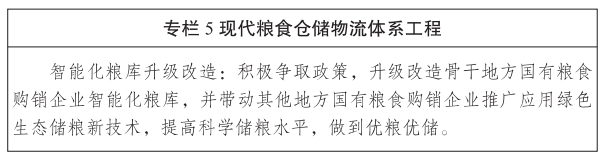 专栏 5 现代粮食仓储物流体系工程
智能化粮库升级改造：积极争取政策，升级改造骨干地方国有粮食
购销企业智能化粮库，并带动其他地方国有粮食购销企业推广应用绿色
生态储粮新技术，提高科学储粮水平，做到优粮优储。